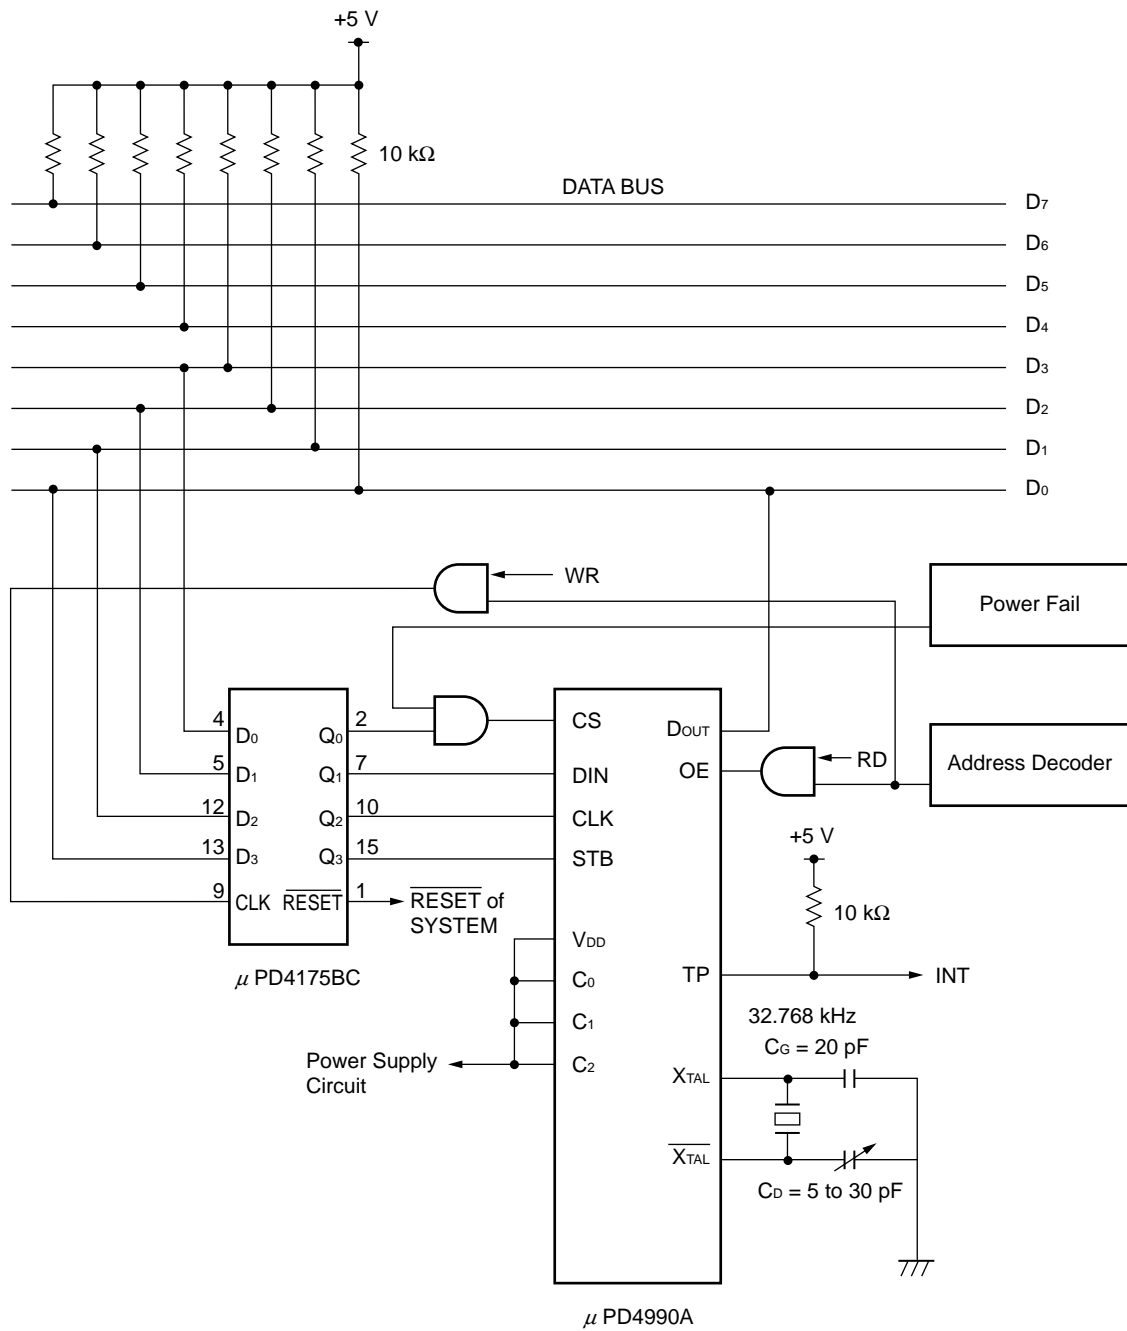 +5 V
10 kΩ
DATA BUS
D7
D6
D5
D4
D3
D2
D1
D0
WR
Power Fail
4
D0
Q0
2
CS
DOUT
5
D1
Q1
7
DIN
OE
RD
Address Decoder
12
D2
Q2
10
CLK
13
D3
Q3
15
STB
+5 V
9
CLK
RESET
1
RESET of
SYSTEM
10 kΩ
VDD
μ PD4175BC
C0
TP
INT
C1
32.768 kHz
CG = 20 pF
Power Supply
Circuit
C2
XTAL
XTAL
CD = 5 to 30 pF
μ PD4990A